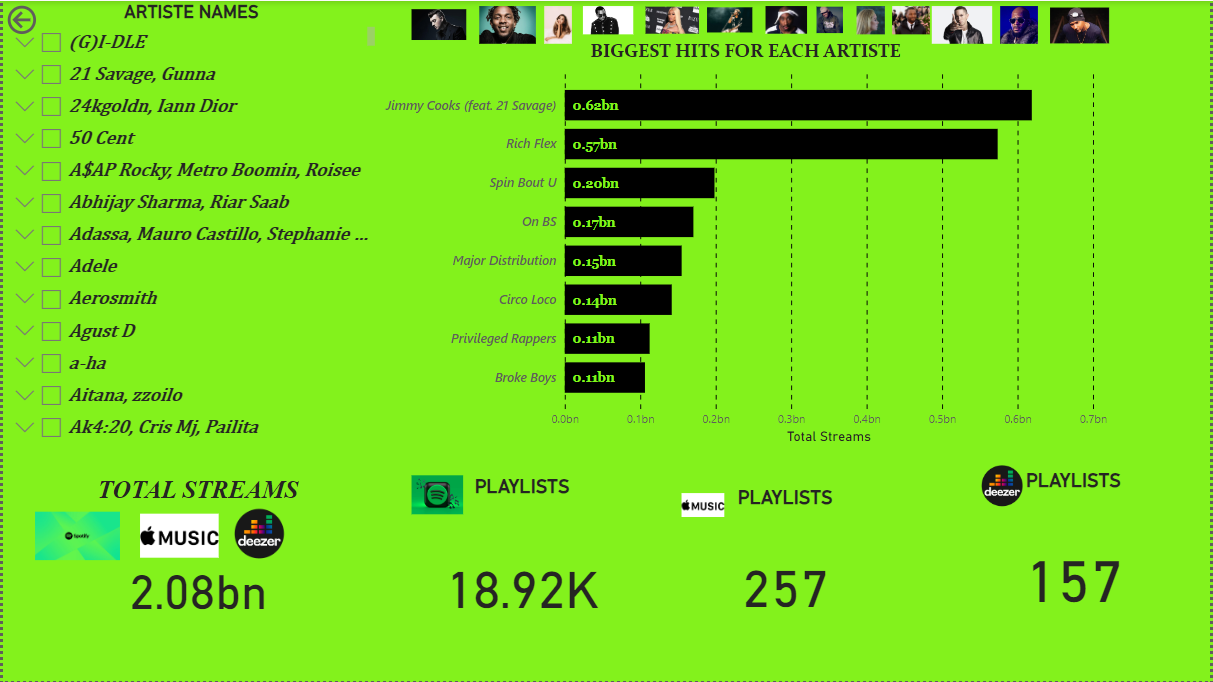 ARTISTE NAMES
(G)I-DLE
21 Savage, Gunna
24kgoldn, Iann Dior
50 Cent
A$AP Rocky, Metro Boomin, Roisee
Abhijay Sharma, Riar Saab
Adassa, Mauro Castillo, Stephanie ...
Adele
Aerosmith
Agust D
a-ha
Aitana, zzoilo
Ak4:20, Cris Mj, Pailita
BIGGEST HITS FOR EACH ARTISTE
Jimmy Cooks (feat. 21 Savage) 0.62bn
Rich Flex 0.57bn
Spin Bout U 0.20bn
On BS 0.17bn
Major Distribution 0.15bn
Circo Loco 0.14bn
Privileged Rappers 0.11bn
Broke Boys 0.11bn
0.0bn 0.1bn 0.2bn 0.3bn 0.4bn 0.5bn 0.6bn 0.7bn
Total Streams
TOTAL STREAMS
Spotify MUSIC deezer
2.08bn
PLAYLISTS
18.92K
MUSIC PLAYLISTS
257
deezer PLAYLISTS
157